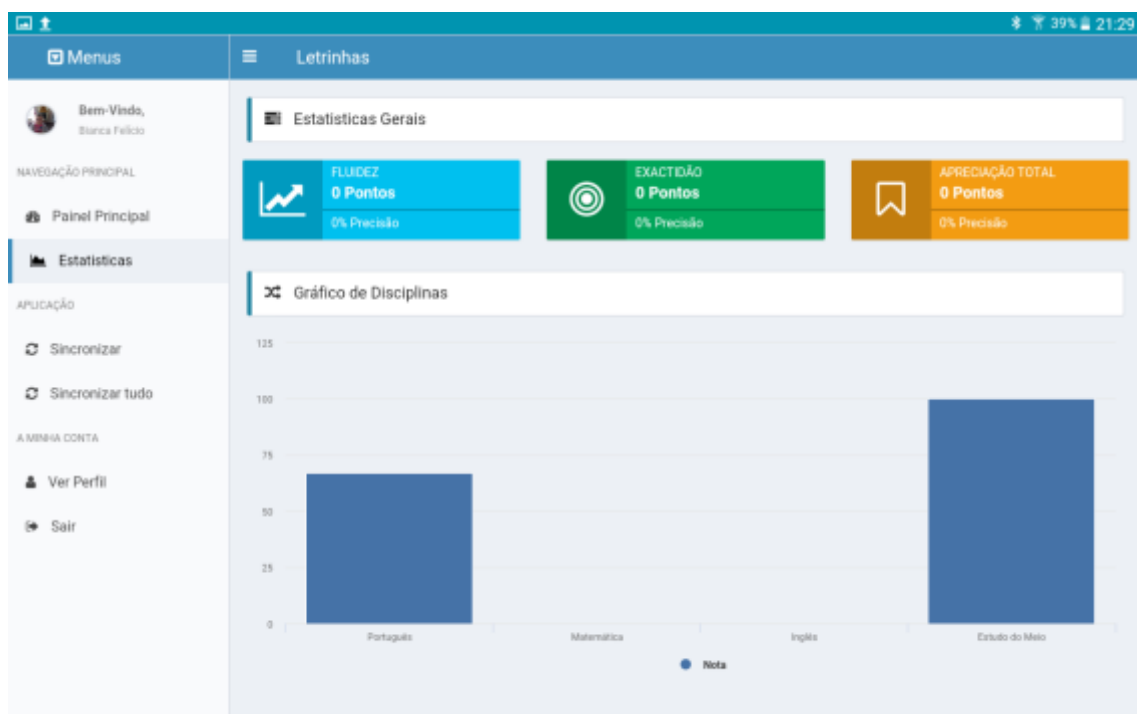 39% 21:29
Menus
Letrinhas
Bem-Vindo,
Bianca Felício
NAVEGAÇÃO PRINCIPAL
Painel Principal
Estatisticas
APLICAÇÃO
Sincronizar
Sincronizar tudo
A MINHA CONTA
Ver Perfil
Sair
Estatisticas Gerais
FLUIDEZ
0 Pontos
0% Precisão
EXACTIDÃO
0 Pontos
0% Precisão
APRECIAÇÃO TOTAL
0 Pontos
0% Precisão
Gráfico de Disciplinas
125
100
75
50
25
0
Português
Matemática
Inglês
Estudo do Meio
Nota